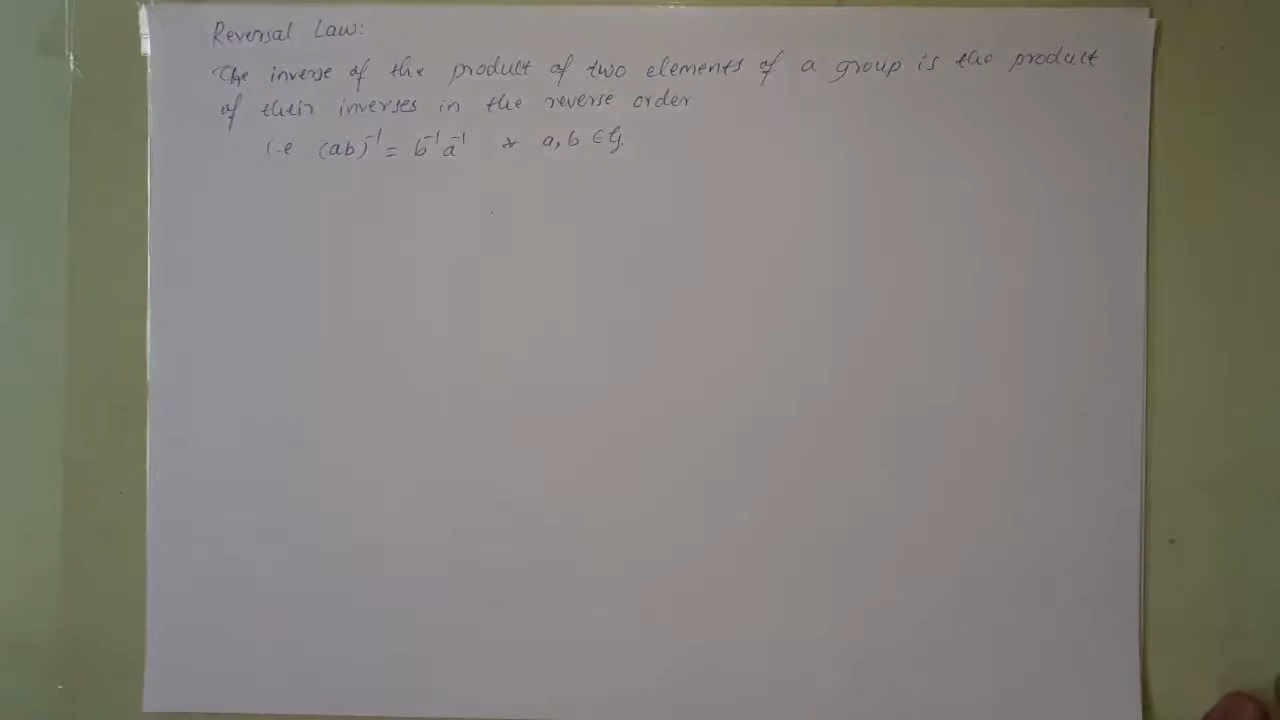 Reversal Law:
The inverse of the product of two elements of a group is the product
of their inverses in the reverse order
i.e (ab)⁻¹ = b⁻¹a⁻¹ ∀ a, b ∈ G.